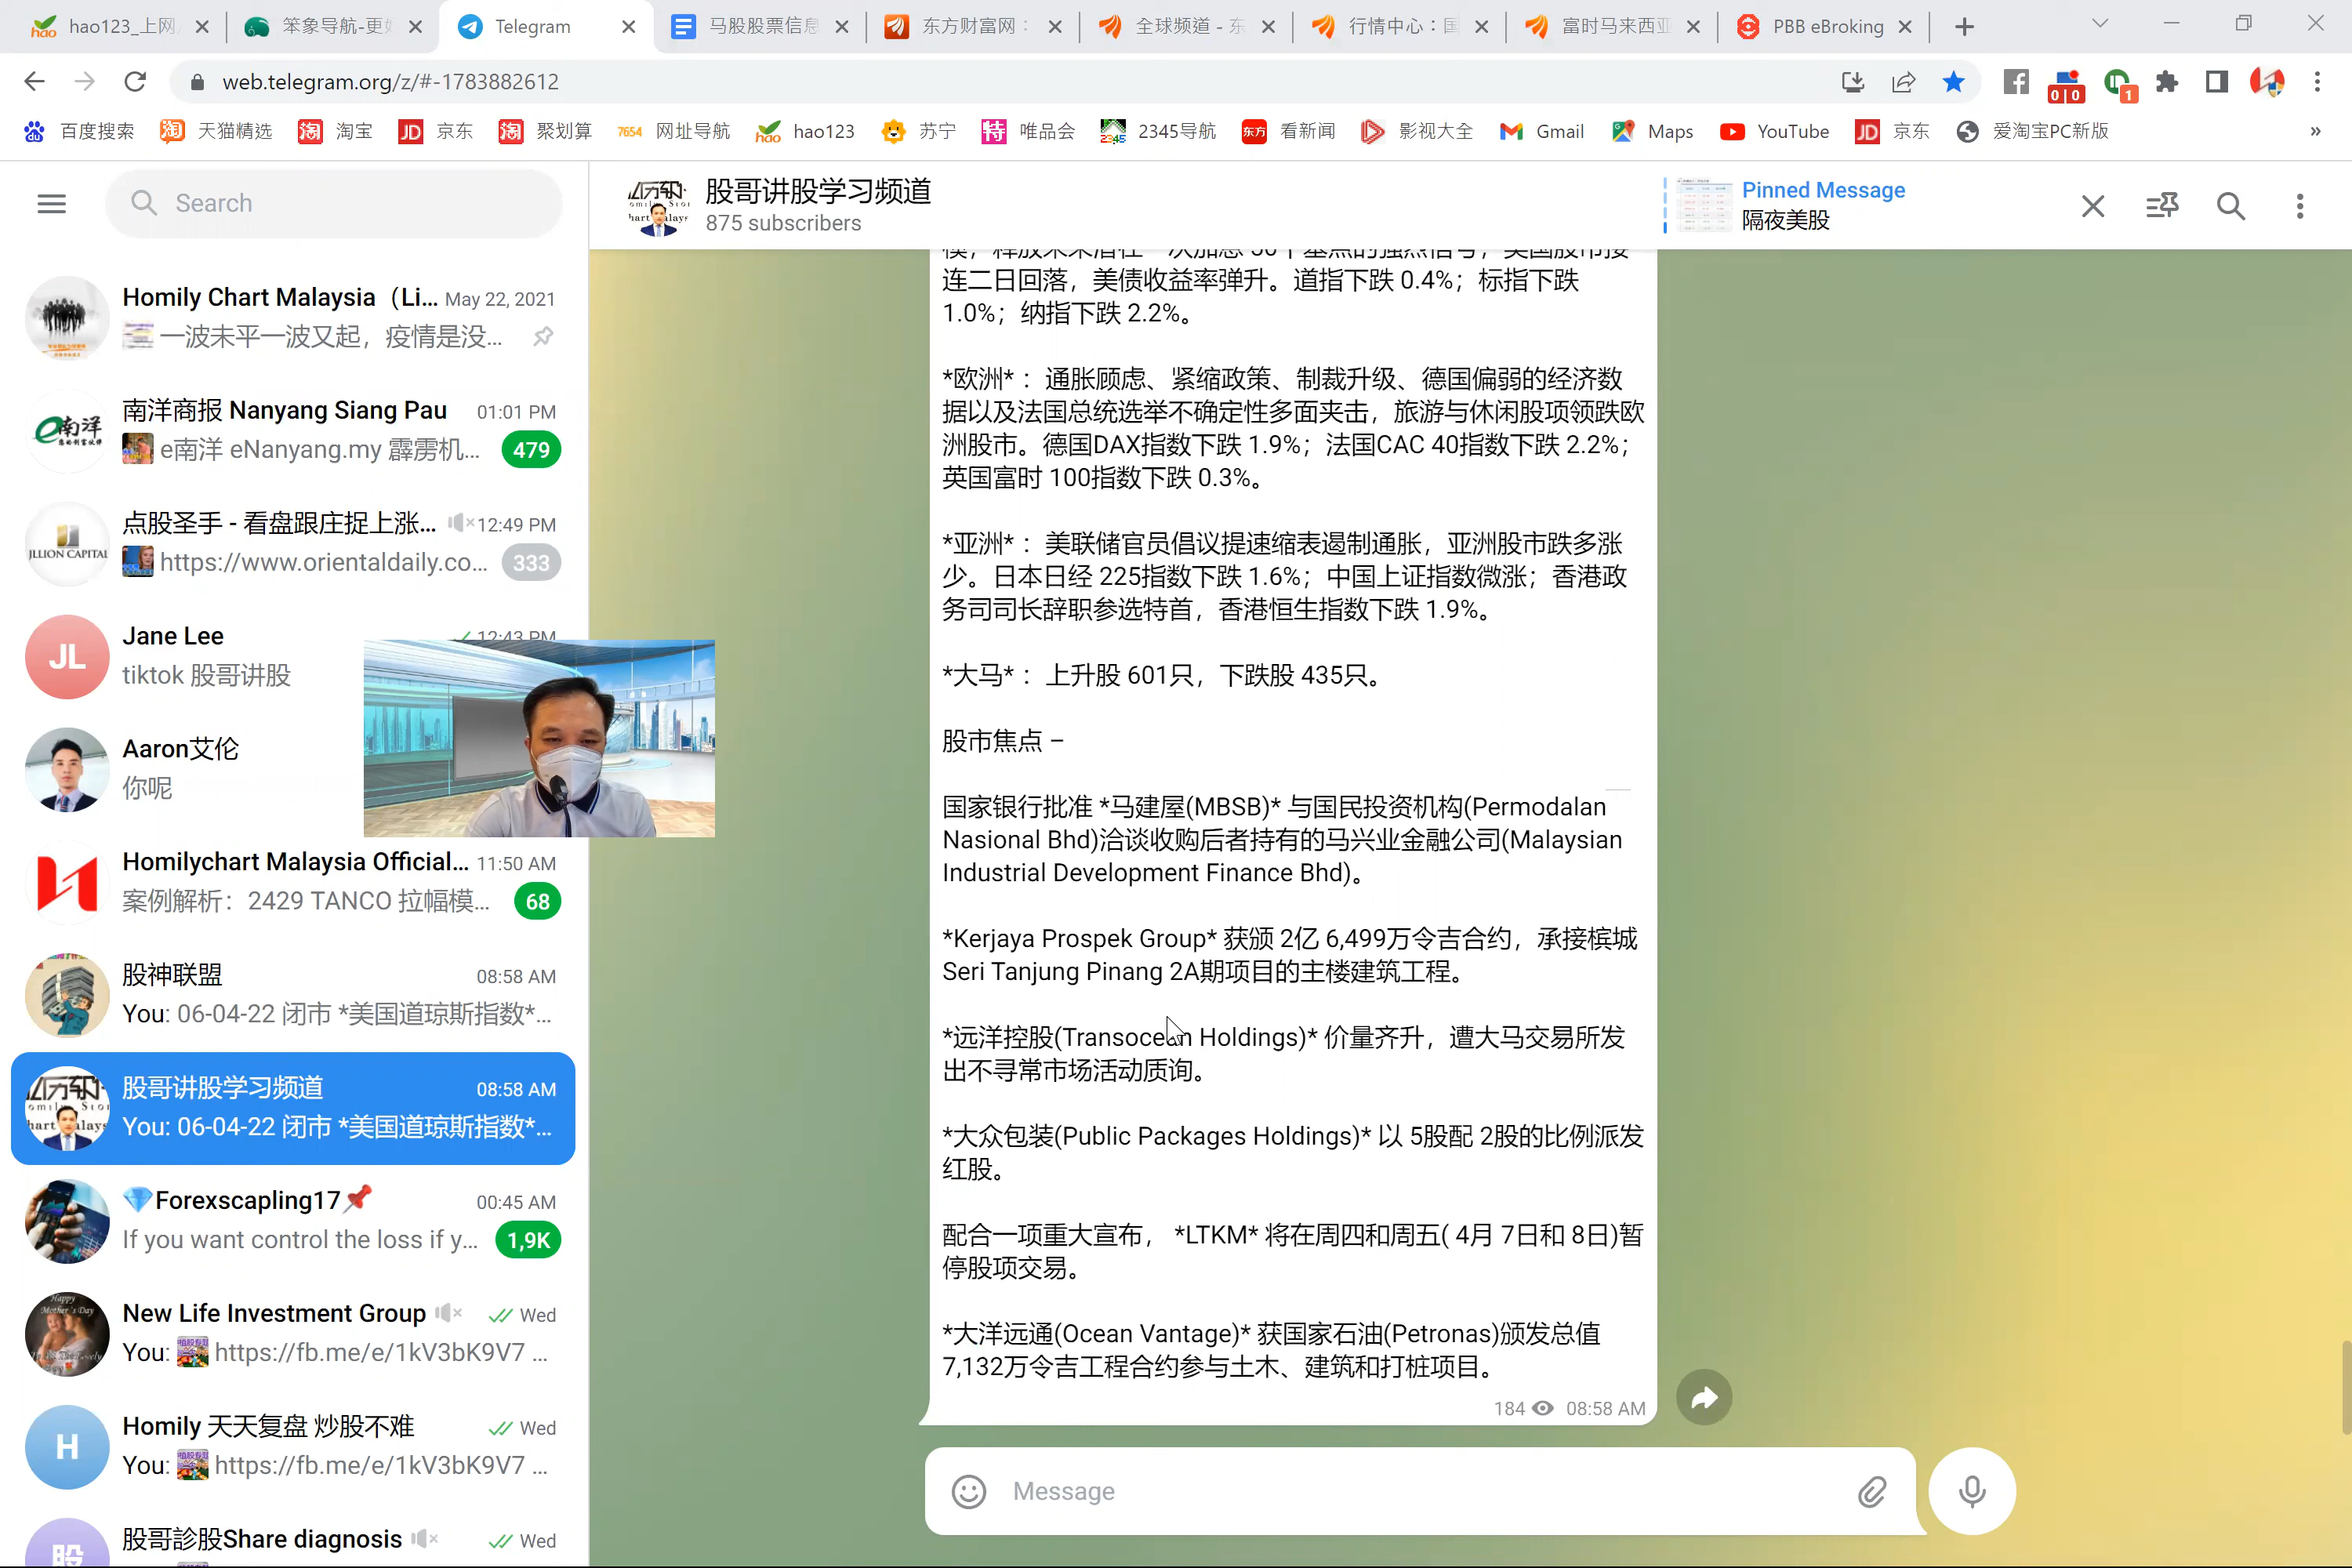 hao123_上网
笨象导航-更好
Telegram
马股股票信息
东方财富网：
全球频道 - 东
行情中心：国
富时马来西亚
PBB eBroking
web.telegram.org/z/#-1783882612
0|0
1
百度搜索
天猫精选
淘宝
京东
聚划算
网址导航
hao123
苏宁
唯品会
2345导航
看新闻
影视大全
Gmail
Maps
YouTube
京东
爱淘宝PC新版
Search
股哥讲股学习频道
875 subscribers
Pinned Message
隔夜美股
Homily Chart Malaysia（Li... May 22, 2021
一波未平一波又起，疫情是没...
南洋商报 Nanyang Siang Pau 01:01 PM
e南洋 eNanyang.my 霹雳机... 479
点股圣手 - 看盘跟庄捉上涨... 12:49 PM
https://www.orientaldaily.co... 333
JL
Jane Lee 12:43 PM
tiktok 股哥讲股
Aaron艾伦
你呢
Homilychart Malaysia Official... 11:50 AM
案例解析：2429 TANCO 拉幅模... 68
股神联盟 08:58 AM
You: 06-04-22 闭市 *美国道琼斯指数*...
股哥讲股学习频道 08:58 AM
You: 06-04-22 闭市 *美国道琼斯指数*...
💎Forexscapling17📌 00:45 AM
If you want control the loss if y... 1,9K
New Life Investment Group Wed
You: https://fb.me/e/1kV3bK9V7 ...
H
Homily 天天复盘 炒股不难 Wed
You: https://fb.me/e/1kV3bK9V7 ...
股哥診股Share diagnosis Wed
模，释放未来潜在一次加息 50个基点的强烈信号，美国股市接
连二日回落，美债收益率弹升。道指下跌 0.4%；标指下跌
1.0%；纳指下跌 2.2%。
*欧洲*： 通胀顾虑、紧缩政策、制裁升级、德国偏弱的经济数
据以及法国总统选举不确定性多面夹击，旅游与休闲股项领跌欧
洲股市。德国DAX指数下跌 1.9%；法国CAC 40指数下跌 2.2%；
英国富时 100指数下跌 0.3%。
*亚洲*： 美联储官员倡议提速缩表遏制通胀，亚洲股市跌多涨
少。日本日经 225指数下跌 1.6%；中国上证指数微涨；香港政
务司司长辞职参选特首，香港恒生指数下跌 1.9%。
*大马*： 上升股 601只，下跌股 435只。
股市焦点 –
国家银行批准 *马建屋(MBSB)* 与国民投资机构(Permodalan
Nasional Bhd)洽谈收购后者持有的马兴业金融公司(Malaysian
Industrial Development Finance Bhd)。
*Kerjaya Prospek Group* 获颁 2亿 6,499万令吉合约，承接槟城
Seri Tanjung Pinang 2A期项目的主楼建筑工程。
*远洋控股(Transocean Holdings)* 价量齐升，遭大马交易所发
出不寻常市场活动质询。
*大众包装(Public Packages Holdings)* 以 5股配 2股的比例派发
红股。
配合一项重大宣布， *LTKM* 将在周四和周五( 4月 7日和 8日)暂
停股项交易。
*大洋远通(Ocean Vantage)* 获国家石油(Petronas)颁发总值
7,132万令吉工程合约参与土木、建筑和打桩项目。
184 08:58 AM
Message